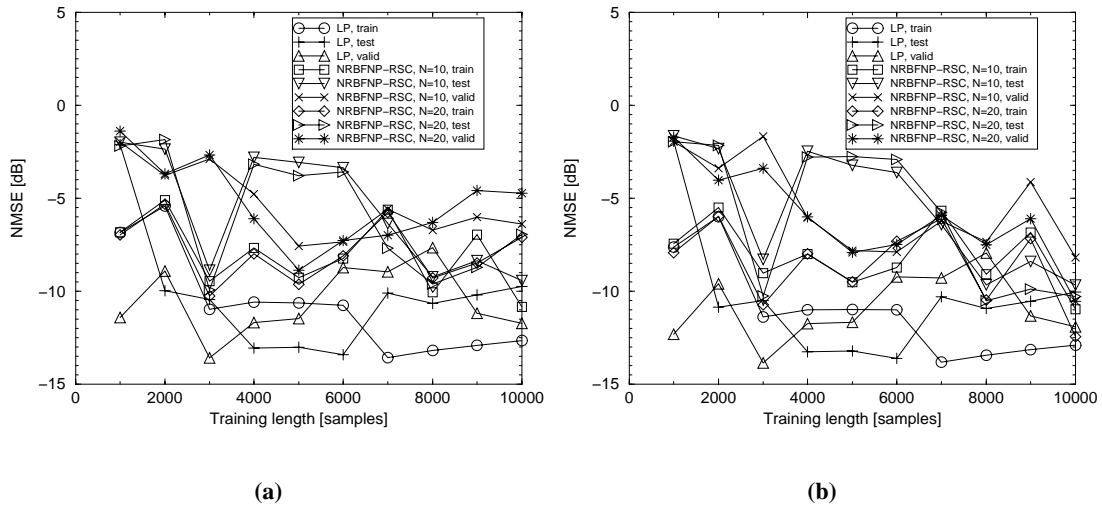 5
0
−5
−10
−15
NMSE [dB]
0
2000
4000
6000
8000
10000
Training length [samples]
LP, train
LP, test
LP, valid
NRBFNP−RSC, N=10, train
NRBFNP−RSC, N=10, test
NRBFNP−RSC, N=10, valid
NRBFNP−RSC, N=20, train
NRBFNP−RSC, N=20, test
NRBFNP−RSC, N=20, valid
(a)
5
0
−5
−10
−15
NMSE [dB]
0
2000
4000
6000
8000
10000
Training length [samples]
LP, train
LP, test
LP, valid
NRBFNP−RSC, N=10, train
NRBFNP−RSC, N=10, test
NRBFNP−RSC, N=10, valid
NRBFNP−RSC, N=20, train
NRBFNP−RSC, N=20, test
NRBFNP−RSC, N=20, valid
(b)